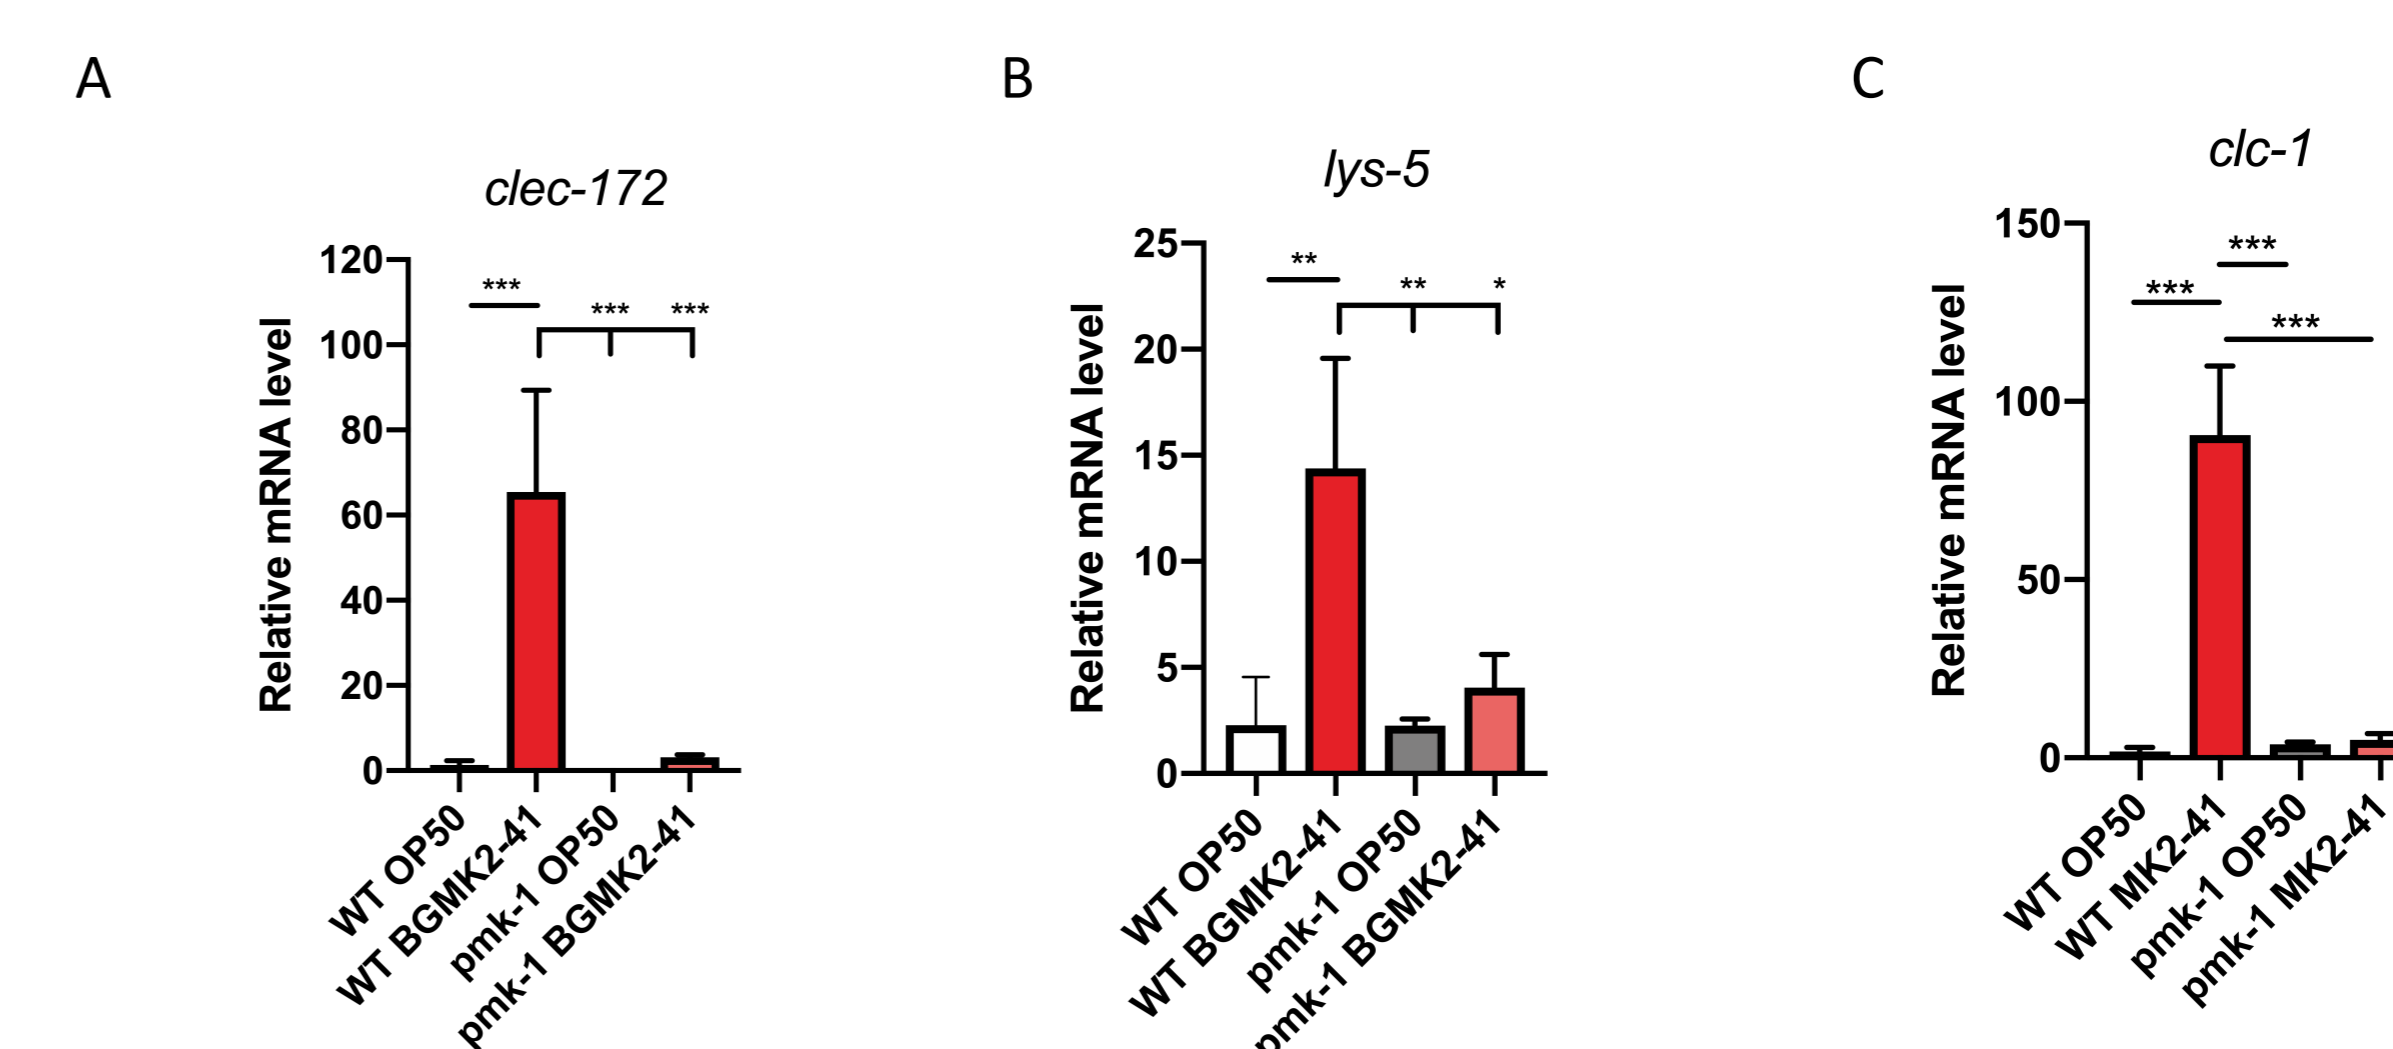 A
B
C
clec-172
120
100
80
60
40
20
0
Relative mRNA level
***
***
***
WT OP50
WT BGMK2-41
pmk-1 OP50
pmk-1 BGMK2-41
lys-5
25
20
15
10
5
0
Relative mRNA level
**
**
*
WT OP50
WT BGMK2-41
pmk-1 OP50
pmk-1 BGMK2-41
clc-1
150
100
50
0
Relative mRNA level
***
***
***
WT OP50
WT MK2-41
pmk-1 OP50
pmk-1 MK2-41